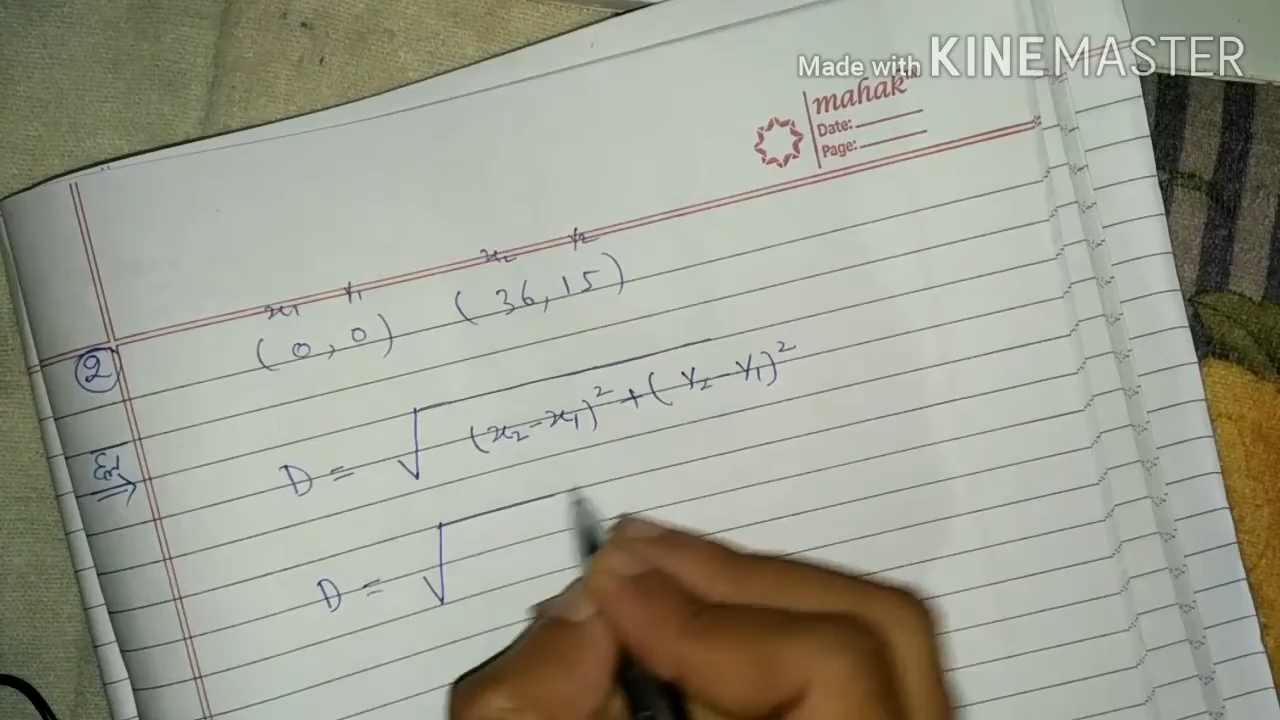 Made with KINEMASTER
mahak
Date:
Page:
x1 y1 x2 y2
2 (0,0) (36,15)
हल D = √(x2-x1)²+(y2-y1)²
⇒
D = √